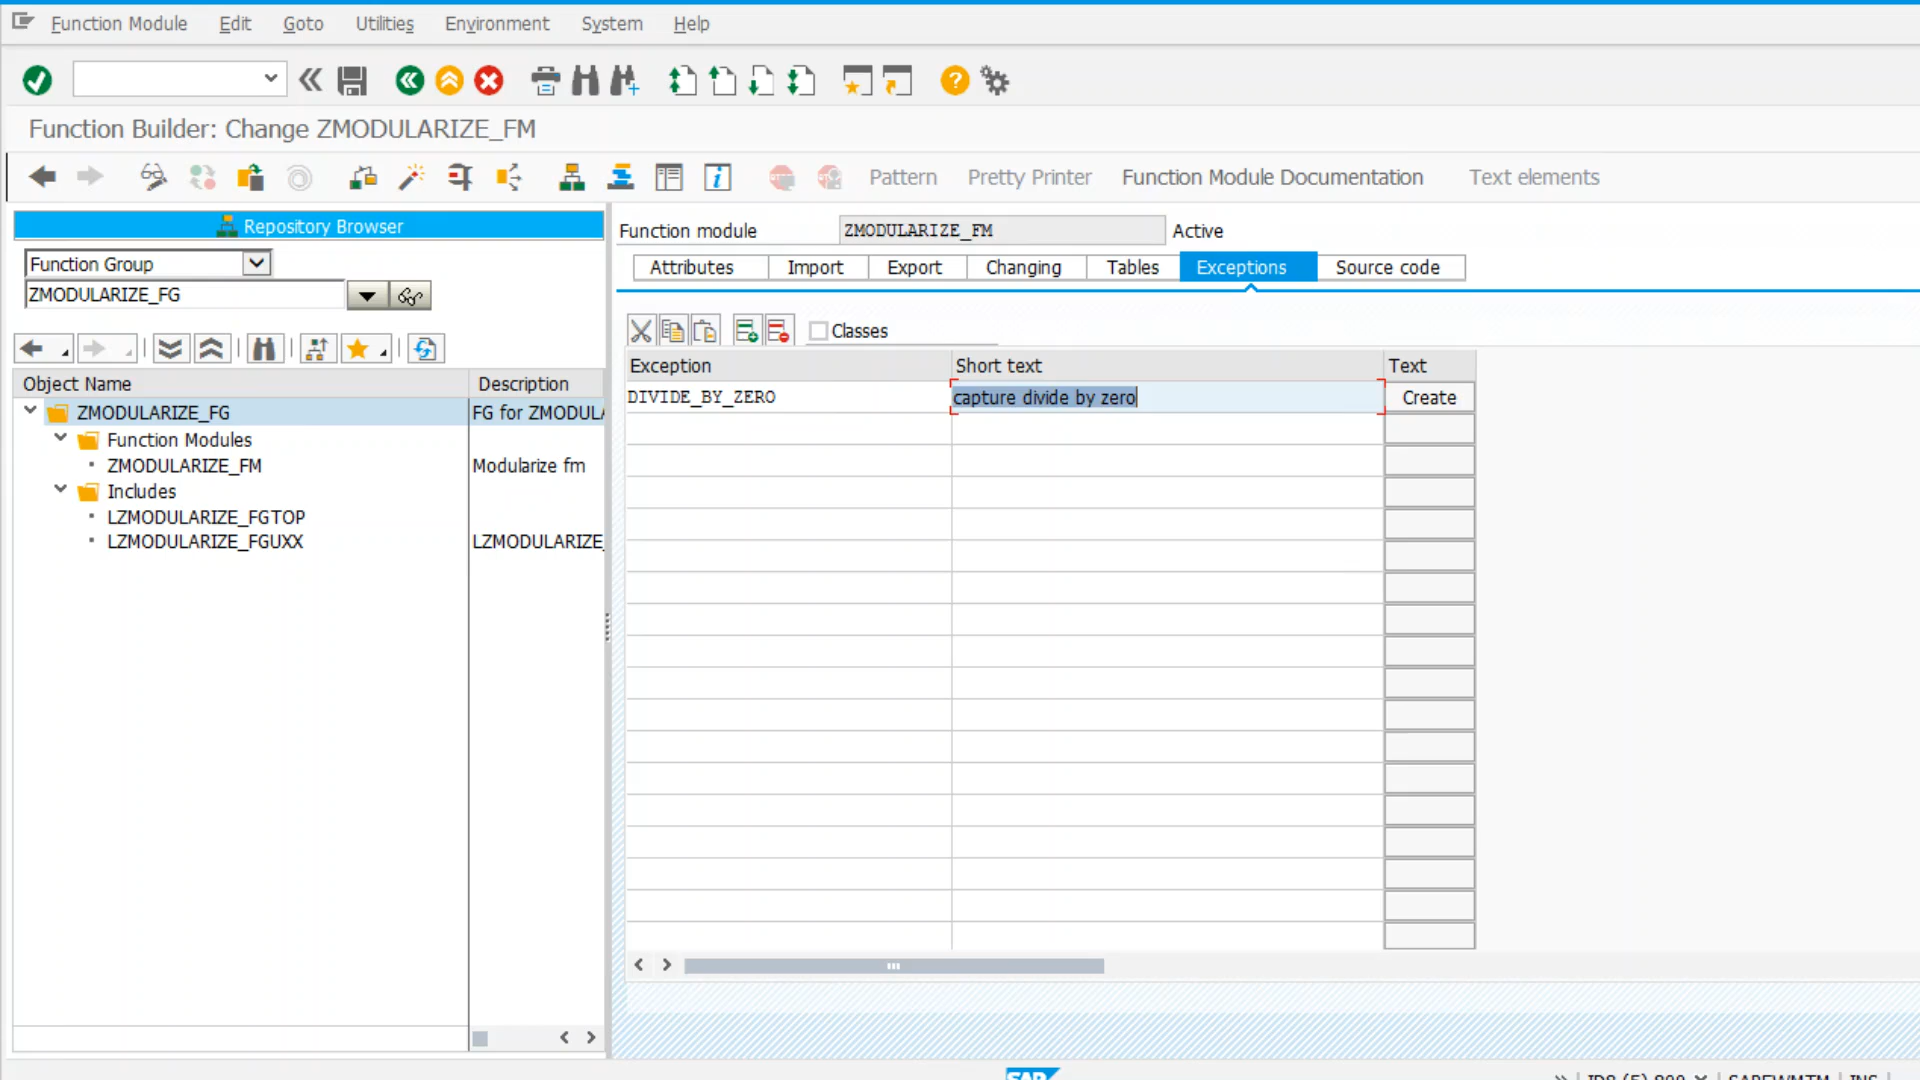 Function Module Edit Goto Utilities Environment System Help
Function Builder: Change ZMODULARIZE_FM
Pattern Pretty Printer Function Module Documentation Text elements
Repository Browser
Function Group
ZMODULARIZE_FG
Object Name Description
ZMODULARIZE_FG FG for ZMODUL
Function Modules
ZMODULARIZE_FM Modularize fm
Includes
LZMODULARIZE_FGTOP
LZMODULARIZE_FGUXX LZMODULARIZE_
Function module ZMODULARIZE_FM Active
Attributes Import Export Changing Tables Exceptions Source code
Classes
Exception Short text Text
DIVIDE_BY_ZERO capture divide by zero Create
SAP